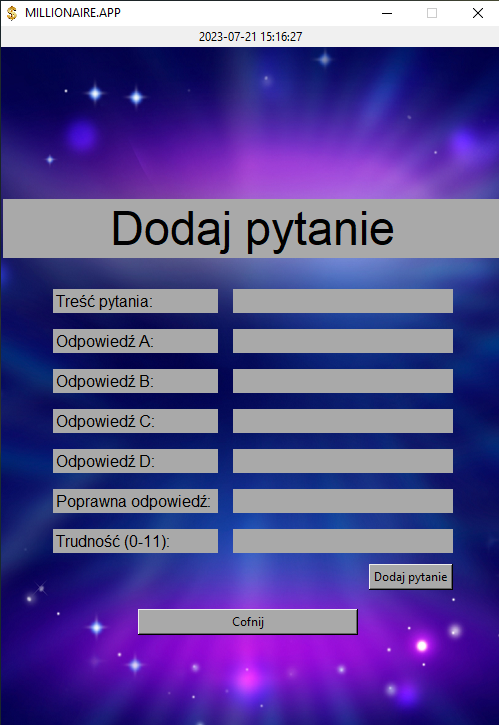 MILLIONAIRE.APP
2023-07-21 15:16:27
Dodaj pytanie
Treść pytania:
Odpowiedź A:
Odpowiedź B:
Odpowiedź C:
Odpowiedź D:
Poprawna odpowiedź:
Trudność (0-11):
Dodaj pytanie
Cofnij